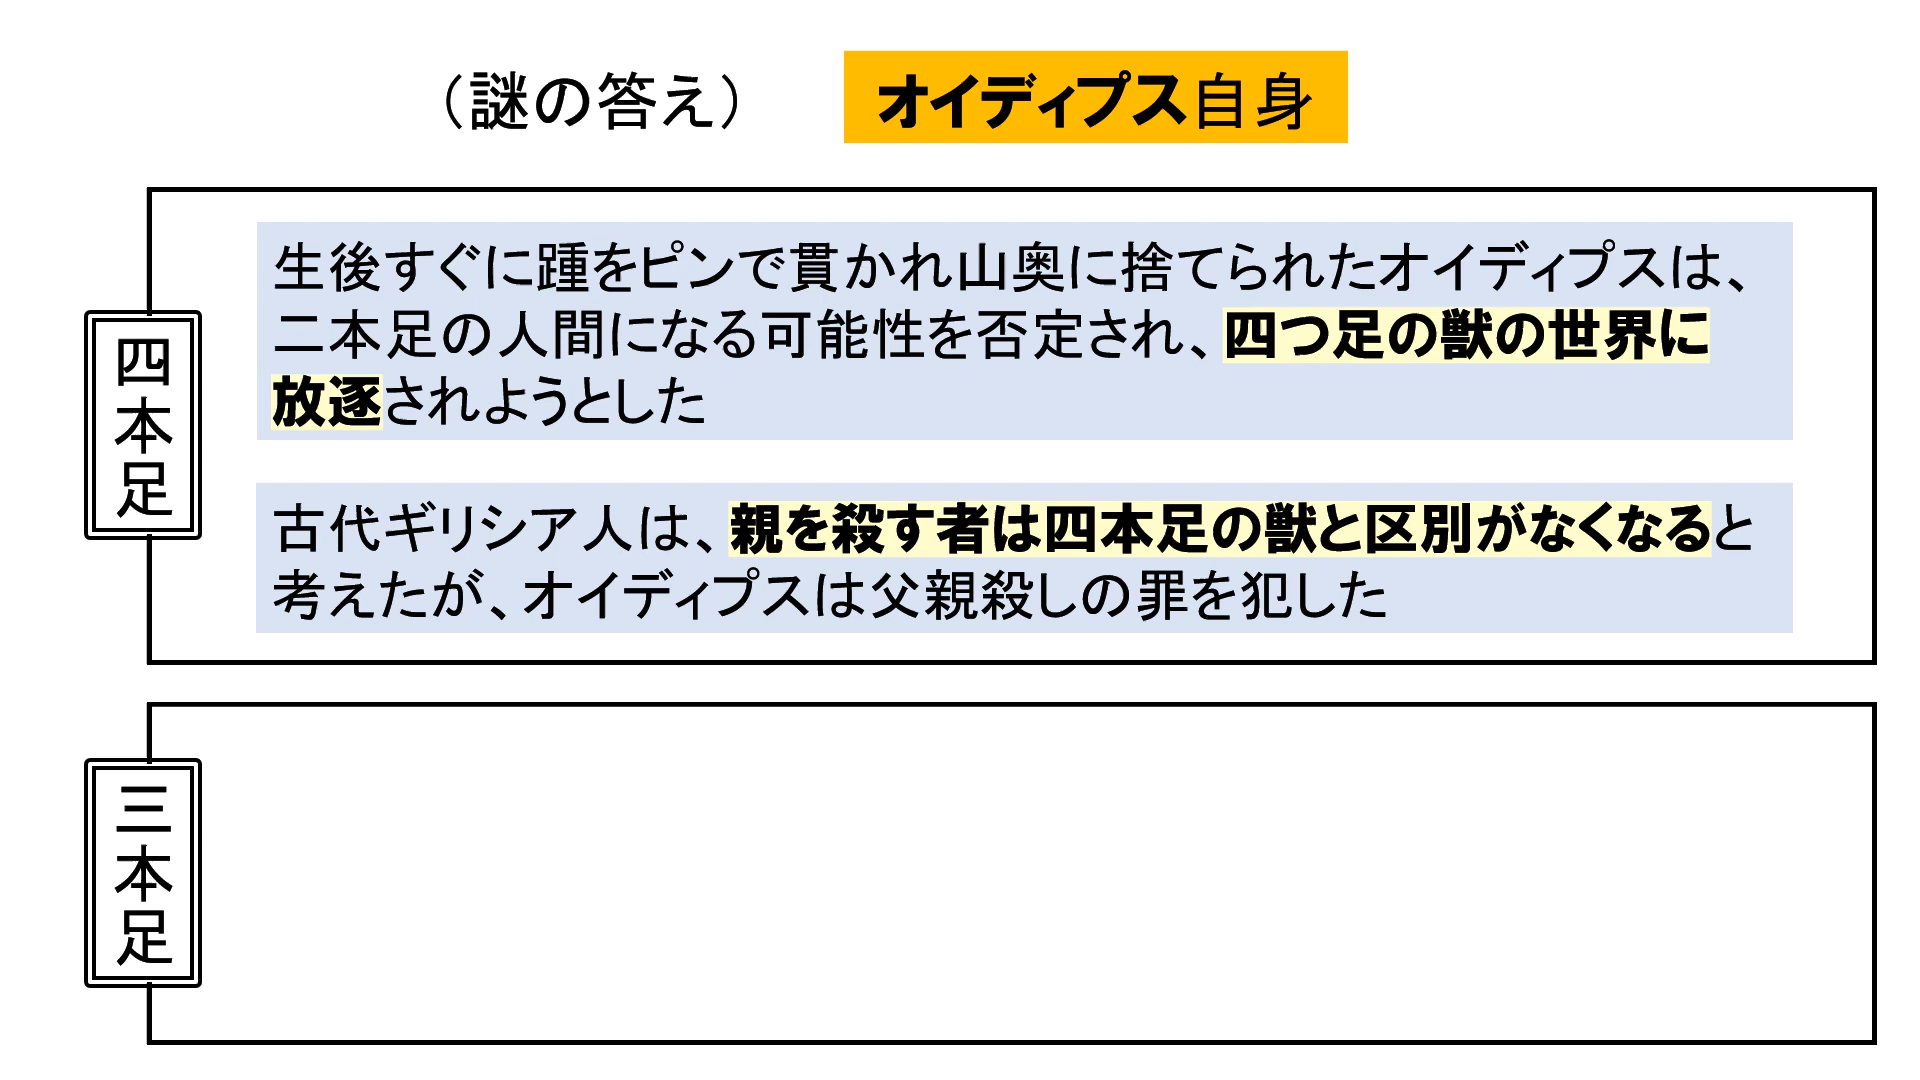 （謎の答え） オイディプス自身
四本足
生後すぐに踵をピンで貫かれ山奥に捨てられたオイディプスは、
二本足の人間になる可能性を否定され、四つ足の獣の世界に
放逐されようとした
古代ギリシア人は、親を殺す者は四本足の獣と区別がなくなると
考えたが、オイディプスは父親殺しの罪を犯した
三本足